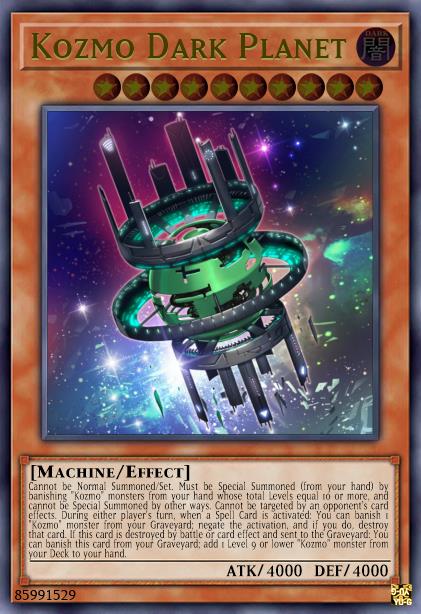 KOZMO DARK PLANET
DARK
闇
[MACHINE/EFFECT]
Cannot be Normal Summoned/Set. Must be Special Summoned (from your hand) by
banishing "Kozmo" monsters from your hand whose total Levels equal 10 or more, and
cannot be Special Summoned by other ways. Cannot be targeted by an opponent's card
effects. During either player's turn, when a Spell Card is activated: You can banish 1
"Kozmo" monster from your Graveyard; negate the activation, and if you do, destroy
that card. If this card is destroyed by battle or card effect and sent to the Graveyard: You
can banish this card from your Graveyard; add 1 Level 9 or lower "Kozmo" monster from
your Deck to your hand.
ATK/4000 DEF/4000
85991529